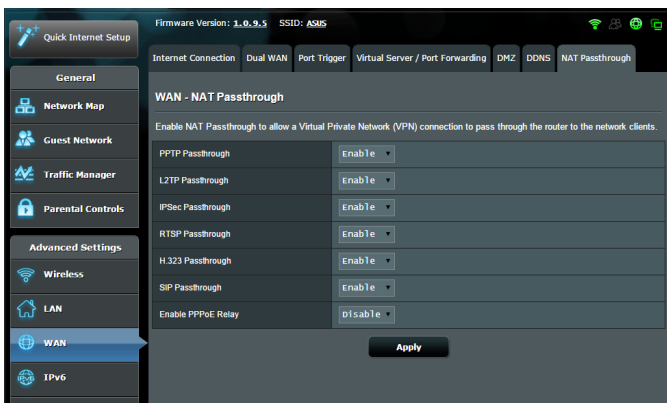 Quick Internet Setup
General
Network Map
Guest Network
Traffic Manager
Parental Controls
Advanced Settings
Wireless
LAN
WAN
IPv6
Firmware Version: 1.0.9.5 SSID: ASUS
Internet Connection Dual WAN Port Trigger Virtual Server / Port Forwarding DMZ DDNS NAT Passthrough
WAN - NAT Passthrough
Enable NAT Passthrough to allow a Virtual Private Network (VPN) connection to pass through the router to the network clients.
PPTP Passthrough Enable
L2TP Passthrough Enable
IPSec Passthrough Enable
RTSP Passthrough Enable
H.323 Passthrough Enable
SIP Passthrough Enable
Enable PPPoE Relay Disable
Apply